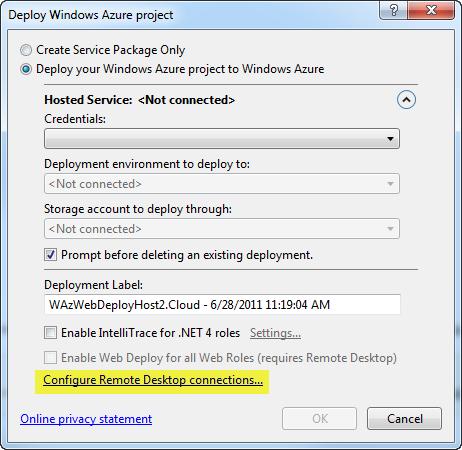 Deploy Windows Azure project
Create Service Package Only
Deploy your Windows Azure project to Windows Azure
Hosted Service: <Not connected>
Credentials:
Deployment environment to deploy to:
<Not connected>
Storage account to deploy through:
<Not connected>
Prompt before deleting an existing deployment.
Deployment Label:
WAzWebDeployHost2.Cloud - 6/28/2011 11:19:04 AM
Enable IntelliTrace for .NET 4 roles Settings...
Enable Web Deploy for all Web Roles (requires Remote Desktop)
Configure Remote Desktop connections...
Online privacy statement OK Cancel